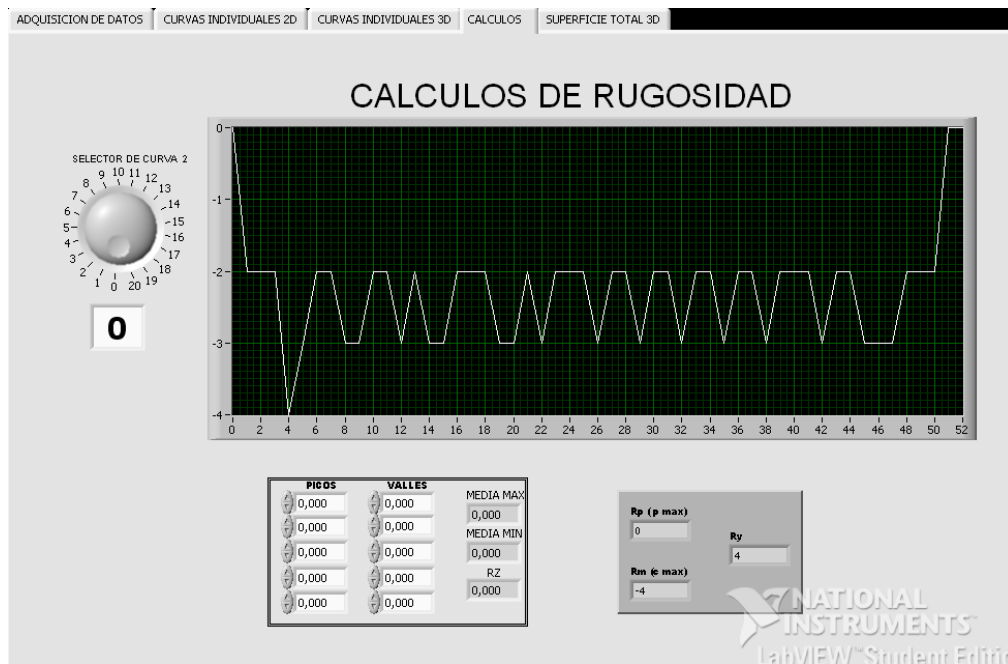 ADQUISICION DE DATOS CURVAS INDIVIDUALES 2D CURVAS INDIVIDUALES 3D CALCULOS SUPERFICIE TOTAL 3D
CALCULOS DE RUGOSIDAD
SELECTOR DE CURVA 2
0 1 2 3 4 5 6 7 8 9 10 11 12 13 14 15 16 17 18 19 20
0
0
-1
-2
-3
-4
0 2 4 6 8 10 12 14 16 18 20 22 24 26 28 30 32 34 36 38 40 42 44 46 48 50 52
PICOS VALLES
0,000 0,000
0,000 0,000
0,000 0,000
0,000 0,000
0,000 0,000
MEDIA MAX
0,000
MEDIA MIN
0,000
RZ
0,000
Rp (p max)
0
Ry
4
Rm (c max)
-4
NATIONAL
INSTRUMENTS
LabVIEW™ Student Editio